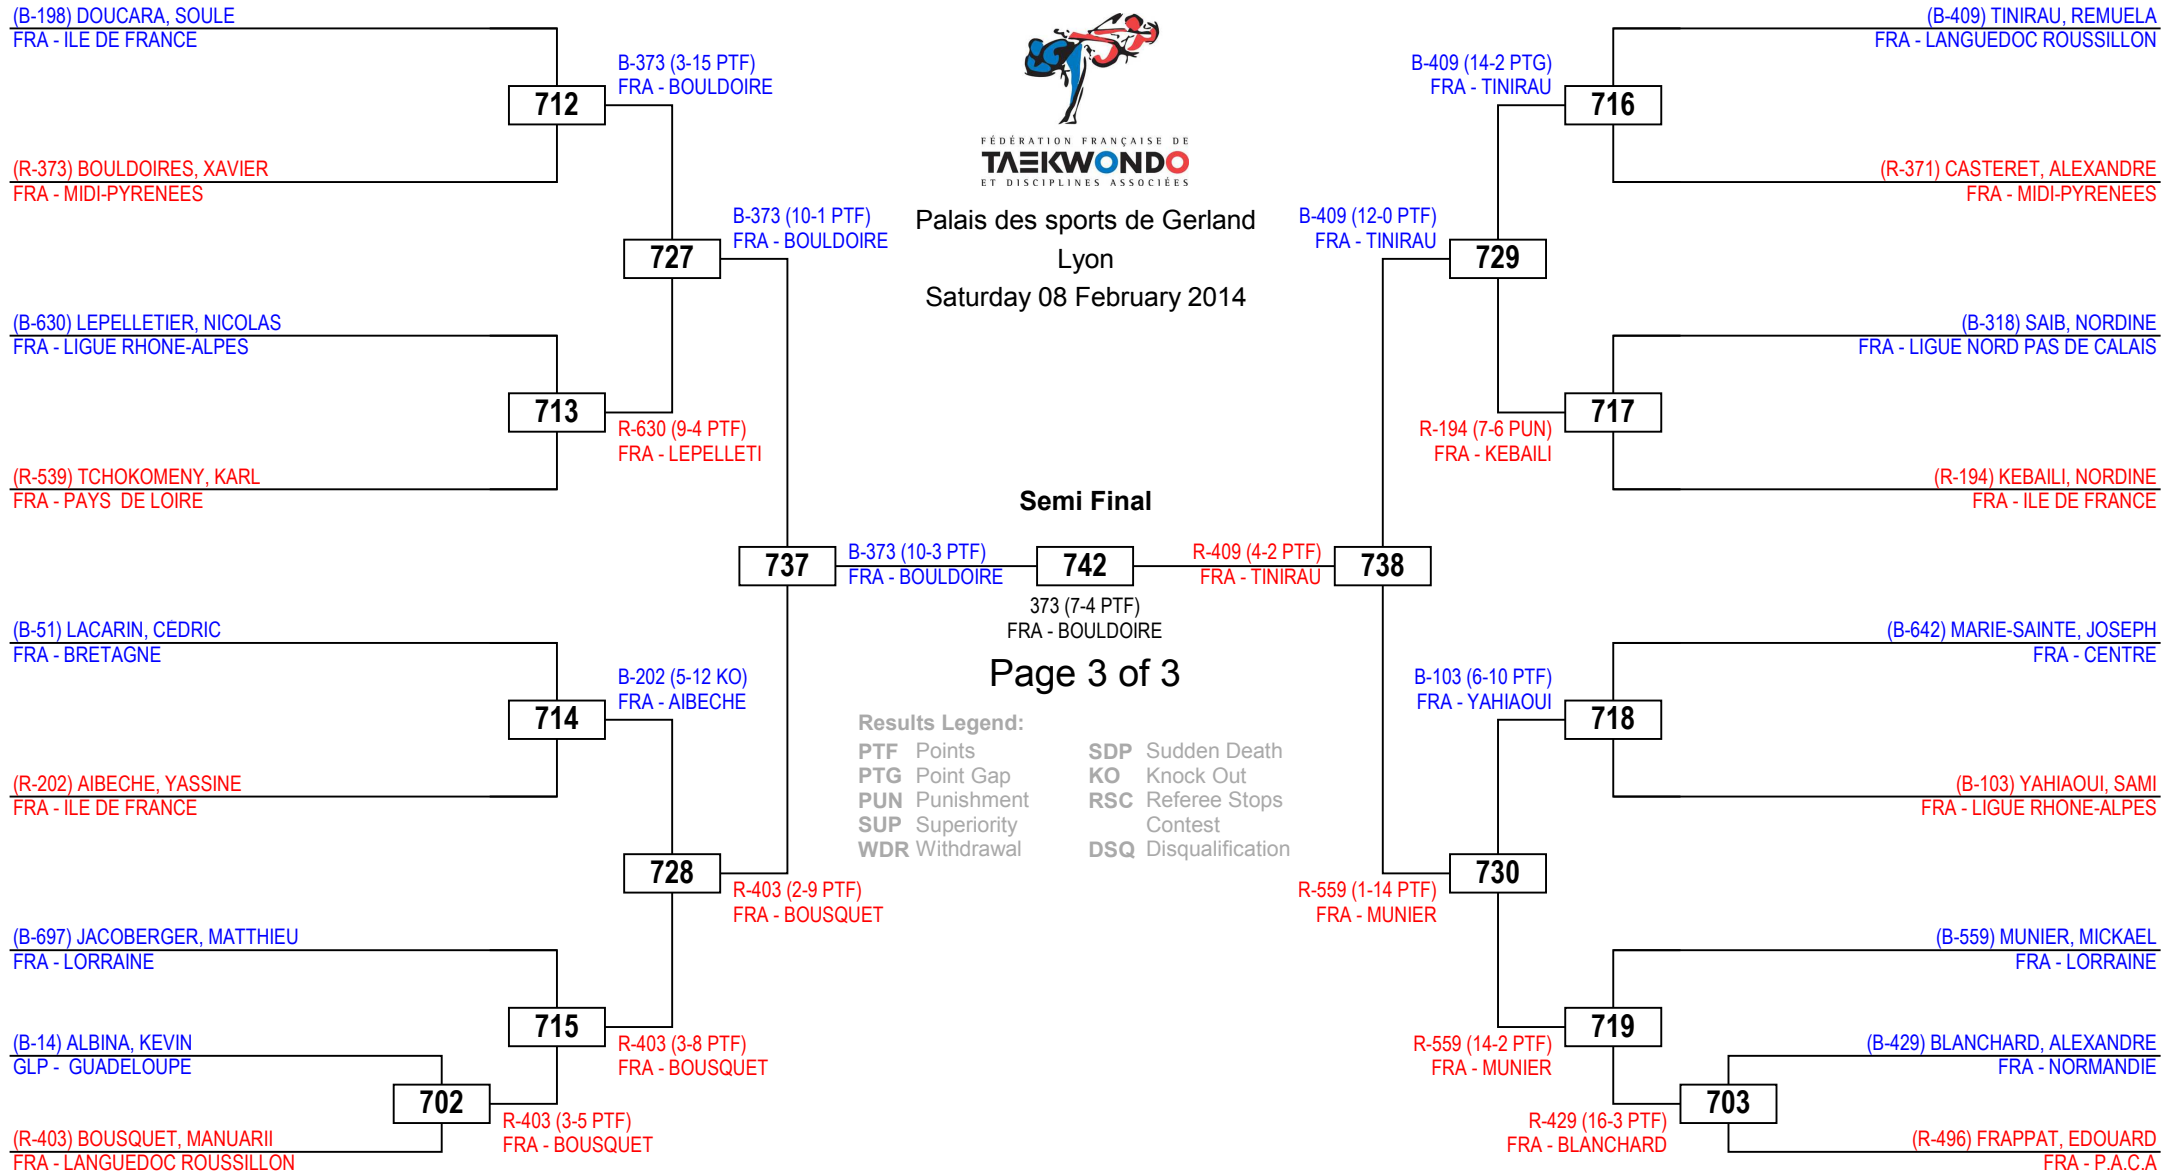 (B-198) DOUCARA, SOULE
FRA - ILE DE FRANCE
712
B-373 (3-15 PTF)
FRA - BOULDOIRE
(R-373) BOULDOIRES, XAVIER
FRA - MIDI-PYRENEES
727
B-373 (10-1 PTF)
FRA - BOULDOIRE
(B-630) LEPELLETIER, NICOLAS
FRA - LIGUE RHONE-ALPES
713
R-630 (9-4 PTF)
FRA - LEPELLETI
(R-539) TCHOKOMENY, KARL
FRA - PAYS  DE LOIRE
737
B-373 (10-3 PTF)
FRA - BOULDOIRE
(B-51) LACARIN, CEDRIC
FRA - BRETAGNE
714
B-202 (5-12 KO)
FRA - AIBECHE
(R-202) AIBECHE, YASSINE
FRA - ILE DE FRANCE
728
R-403 (2-9 PTF)
FRA - BOUSQUET
(B-697) JACOBERGER, MATTHIEU
FRA - LORRAINE
715
R-403 (3-8 PTF)
FRA - BOUSQUET
(B-14) ALBINA, KEVIN
GLP -  GUADELOUPE
702
R-403 (3-5 PTF)
FRA - BOUSQUET
(R-403) BOUSQUET, MANUARII
FRA - LANGUEDOC ROUSSILLON
FÉDÉRATION FRANÇAISE DE
TAEKWONDO
ET DISCIPLINES ASSOCIÉES
Palais des sports de Gerland
Lyon
Saturday 08 February 2014
Semi Final
742
373 (7-4 PTF)
FRA - BOULDOIRE
Page 3 of 3
Results Legend:
PTF Points
PTG Point Gap
PUN Punishment
SUP Superiority
WDR Withdrawal
SDP Sudden Death
KO Knock Out
RSC Referee Stops
Contest
DSQ Disqualification
(B-409) TINIRAU, REMUELA
FRA - LANGUEDOC ROUSSILLON
B-409 (14-2 PTG)
FRA - TINIRAU
716
(R-371) CASTERET, ALEXANDRE
FRA - MIDI-PYRENEES
B-409 (12-0 PTF)
FRA - TINIRAU
729
(B-318) SAIB, NORDINE
FRA - LIGUE NORD PAS DE CALAIS
717
R-194 (7-6 PUN)
FRA - KEBAILI
(R-194) KEBAILI, NORDINE
FRA - ILE DE FRANCE
R-409 (4-2 PTF)
FRA - TINIRAU
738
(B-642) MARIE-SAINTE, JOSEPH
FRA - CENTRE
B-103 (6-10 PTF)
FRA - YAHIAOUI
718
(B-103) YAHIAOUI, SAMI
FRA - LIGUE RHONE-ALPES
730
R-559 (1-14 PTF)
FRA - MUNIER
(B-559) MUNIER, MICKAEL
FRA - LORRAINE
719
R-559 (14-2 PTF)
FRA - MUNIER
(B-429) BLANCHARD, ALEXANDRE
FRA - NORMANDIE
703
R-429 (16-3 PTF)
FRA - BLANCHARD
(R-496) FRAPPAT, EDOUARD
FRA - P.A.C.A